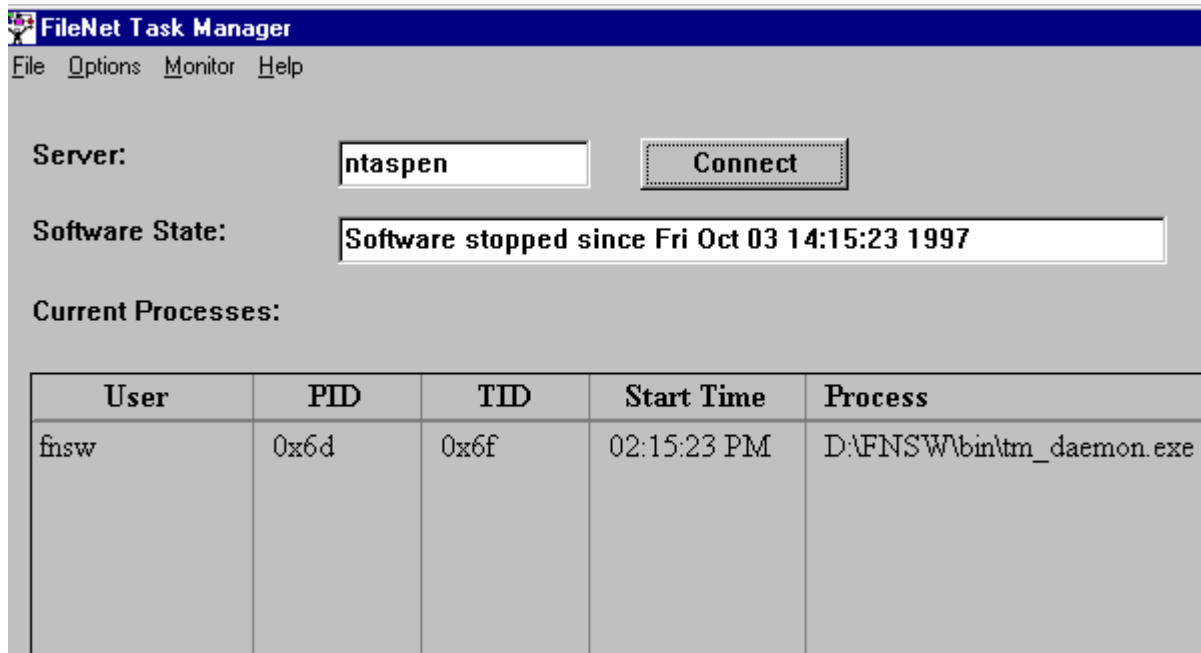 FileNet Task Manager
File Options Monitor Help
Server: ntaspen Connect
Software State: Software stopped since Fri Oct 03 14:15:23 1997
Current Processes:
User PID TID Start Time Process
fnsw 0x6d 0x6f 02:15:23 PM D:\FNSW\bin\tm_daemon.exe